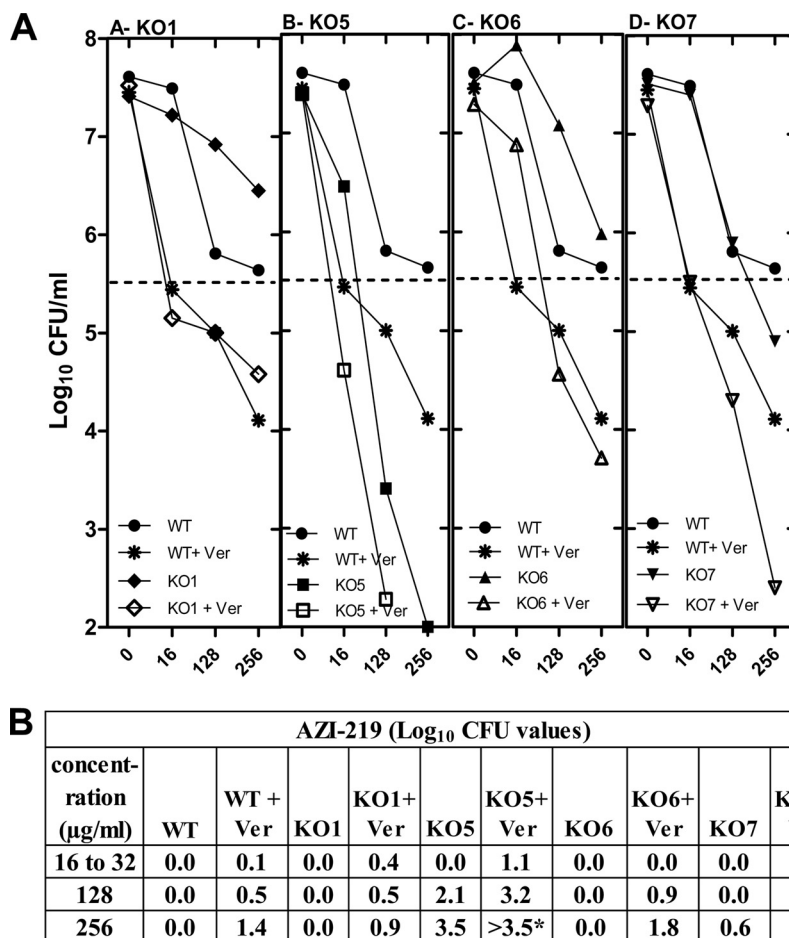 A
A- KO1 B- KO5 C- KO6 D- KO7
Log10 CFU/ml
8
7
6
5
4
3
2
WT
WT+ Ver
KO1
KO1 + Ver
WT
WT+ Ver
KO5
KO5 + Ver
WT
WT+ Ver
KO6
KO6 + Ver
WT
WT+ Ver
KO7
KO7 + Ver
0 16 128 256 0 16 128 256 0 16 128 256 0 16 128 256
B
AZI-219 (Log10 CFU values)
concent-ration (µg/ml) WT WT + Ver KO1 KO1+ Ver KO5 KO5+ Ver KO6 KO6+ Ver KO7
16 to 32 0.0 0.1 0.0 0.4 0.0 1.1 0.0 0.0 0.0
128 0.0 0.5 0.0 0.5 2.1 3.2 0.0 0.9 0.0
256 0.0 1.4 0.0 0.9 3.5 >3.5* 0.0 1.8 0.6